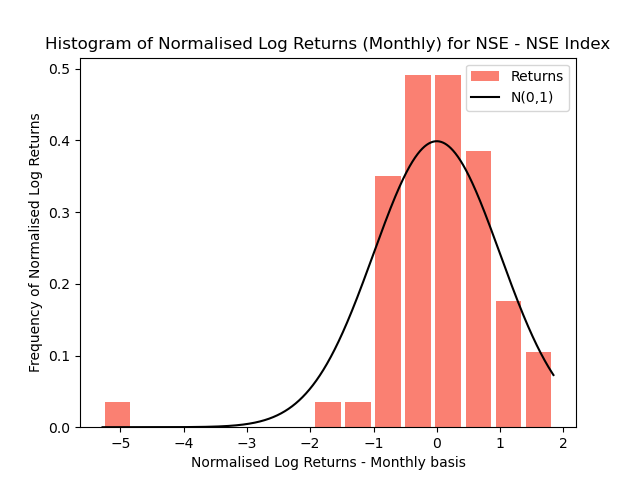 Histogram of Normalised Log Returns (Monthly) for NSE - NSE Index
Returns
N(0,1)
Frequency of Normalised Log Returns
0.5
0.4
0.3
0.2
0.1
0.0
−5 −4 −3 −2 −1 0 1 2
Normalised Log Returns - Monthly basis